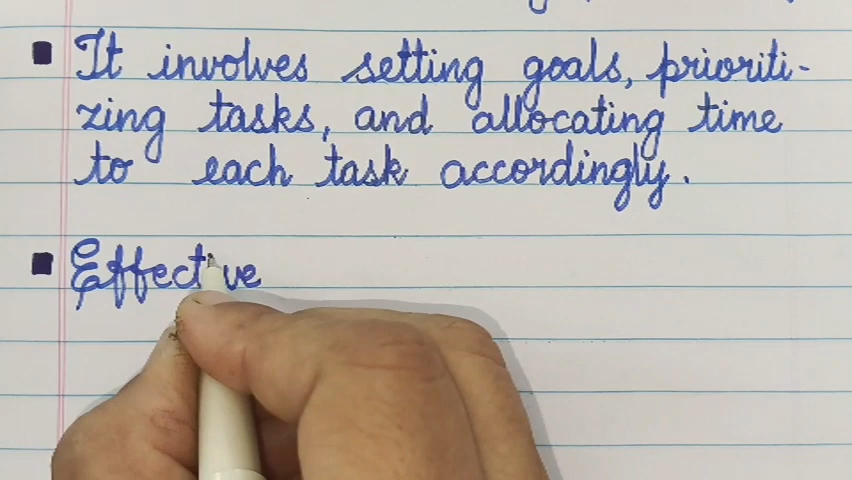 It involves setting goals, prioriti-
zing tasks, and allocating time
to each task accordingly.
Effective